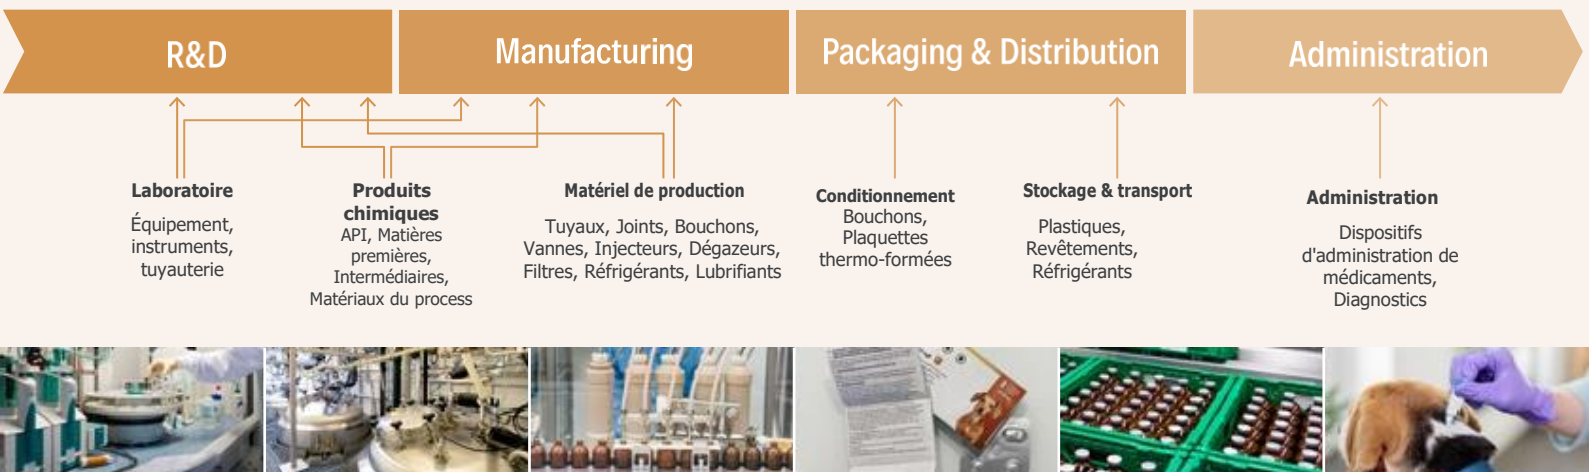 R&D
Manufacturing
Packaging & Distribution
Administration
Laboratoire
Équipement,
instruments,
tuyauterie
Produits
chimiques
API, Matières
premières,
Intermédiaires,
Matériaux du process
Matériel de production
Tuyaux, Joints, Bouchons,
Vannes, Injecteurs, Dégazeurs,
Filtres, Réfrigérants, Lubrifiants
Conditionnement
Bouchons,
Plaquettes
thermo-formées
Stockage & transport
Plastiques,
Revêtements,
Réfrigérants
Administration
Dispositifs
d'administration de
médicaments,
Diagnostics